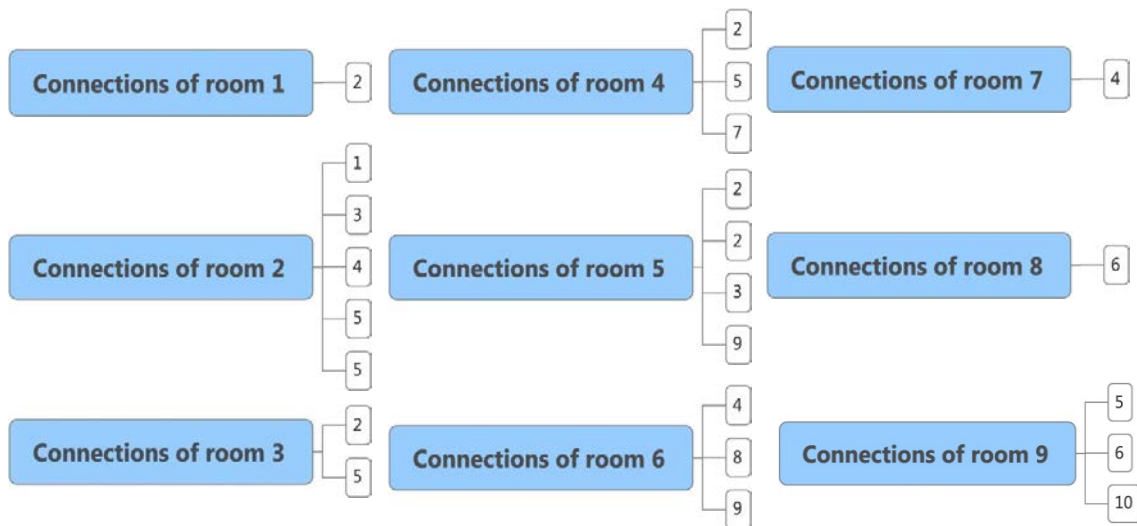 Connections of room 1
2
Connections of room 2
1
3
4
5
5
Connections of room 3
2
5
Connections of room 4
2
5
7
Connections of room 5
2
2
3
9
Connections of room 6
4
8
9
Connections of room 7
4
Connections of room 8
6
Connections of room 9
5
6
10